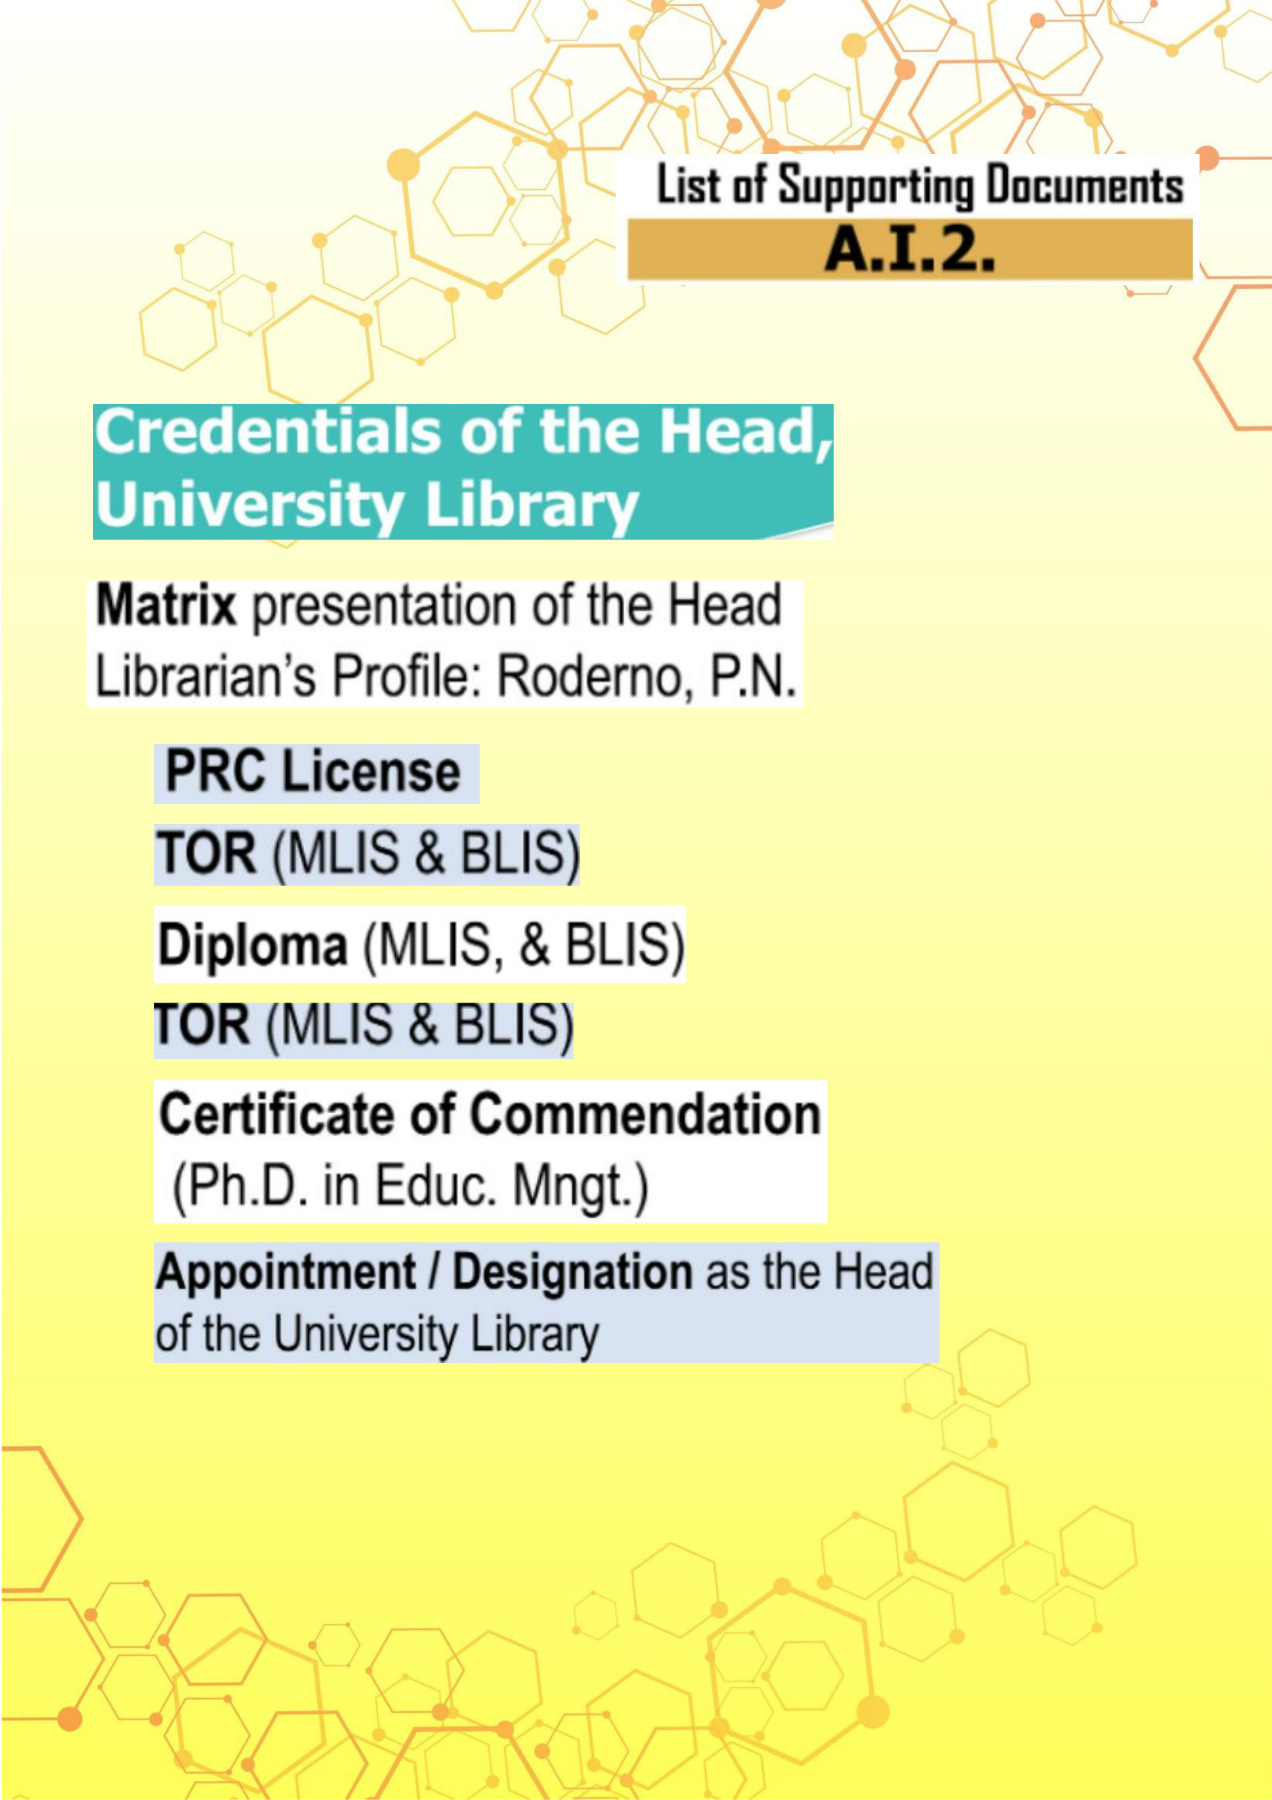 List of Supporting Documents
A.I.2.
Credentials of the Head,
University Library
Matrix presentation of the Head
Librarian’s Profile: Roderno, P.N.
PRC License
TOR (MLIS & BLIS)
Diploma (MLIS, & BLIS)
TOR (MLIS & BLIS)
Certificate of Commendation
(Ph.D. in Educ. Mngt.)
Appointment / Designation as the Head
of the University Library